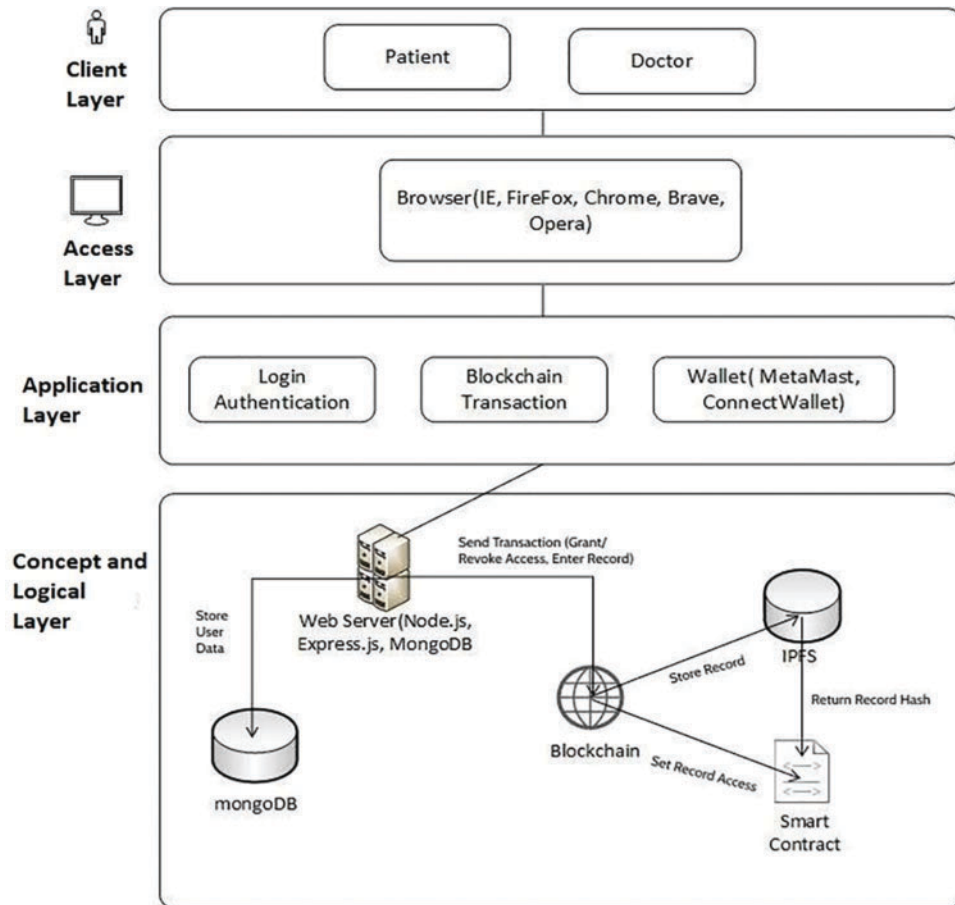 Client
Layer
Patient
Doctor
Access
Layer
Browser(IE, FireFox, Chrome, Brave,
Opera)
Application
Layer
Login
Authentication
Blockchain
Transaction
Wallet( MetaMast,
ConnectWallet)
Concept and
Logical
Layer
Send Transaction (Grant/
Revoke Access, Enter Record)
Store
User
Data
Web Server(Node.js,
Express.js, MongoDB
IPFS
Store Record
Return Record Hash
Blockchain
Set Record Access
mongoDB
Smart
Contract